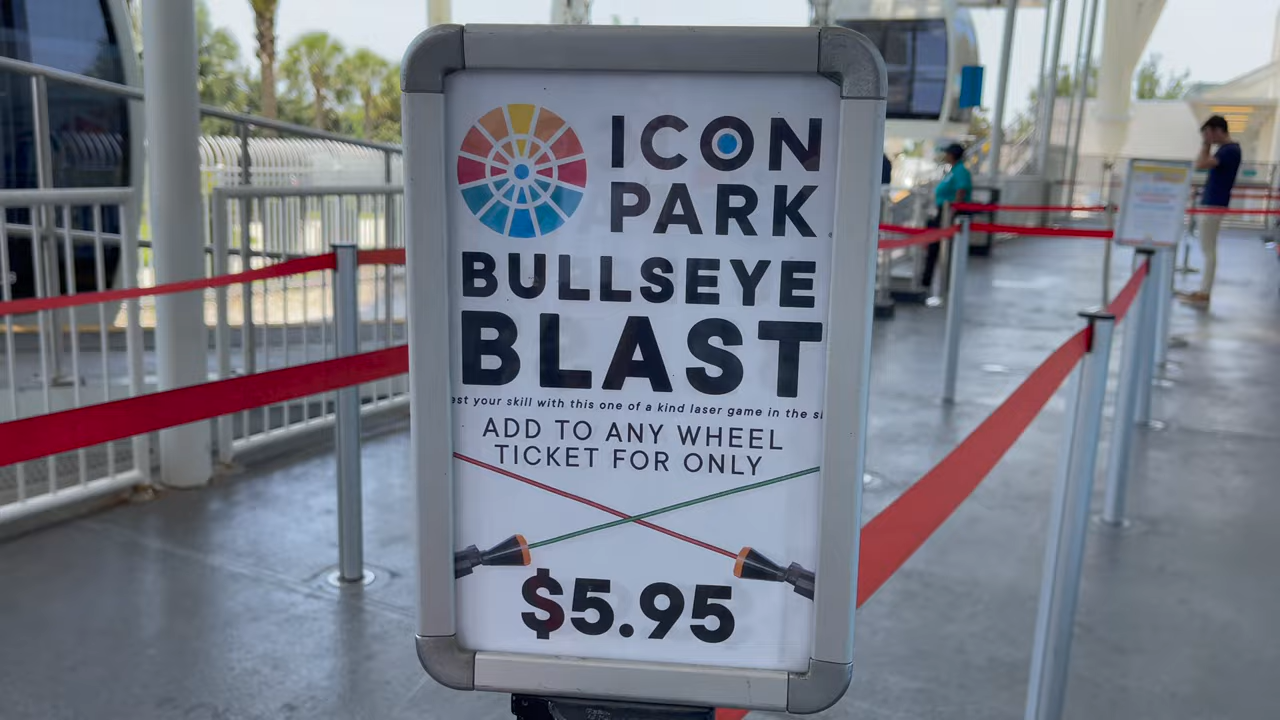 ICON
PARK
BULLSEYE
BLAST
est your skill with this one of a kind laser game in the s
ADD TO ANY WHEEL
TICKET FOR ONLY
$5.95